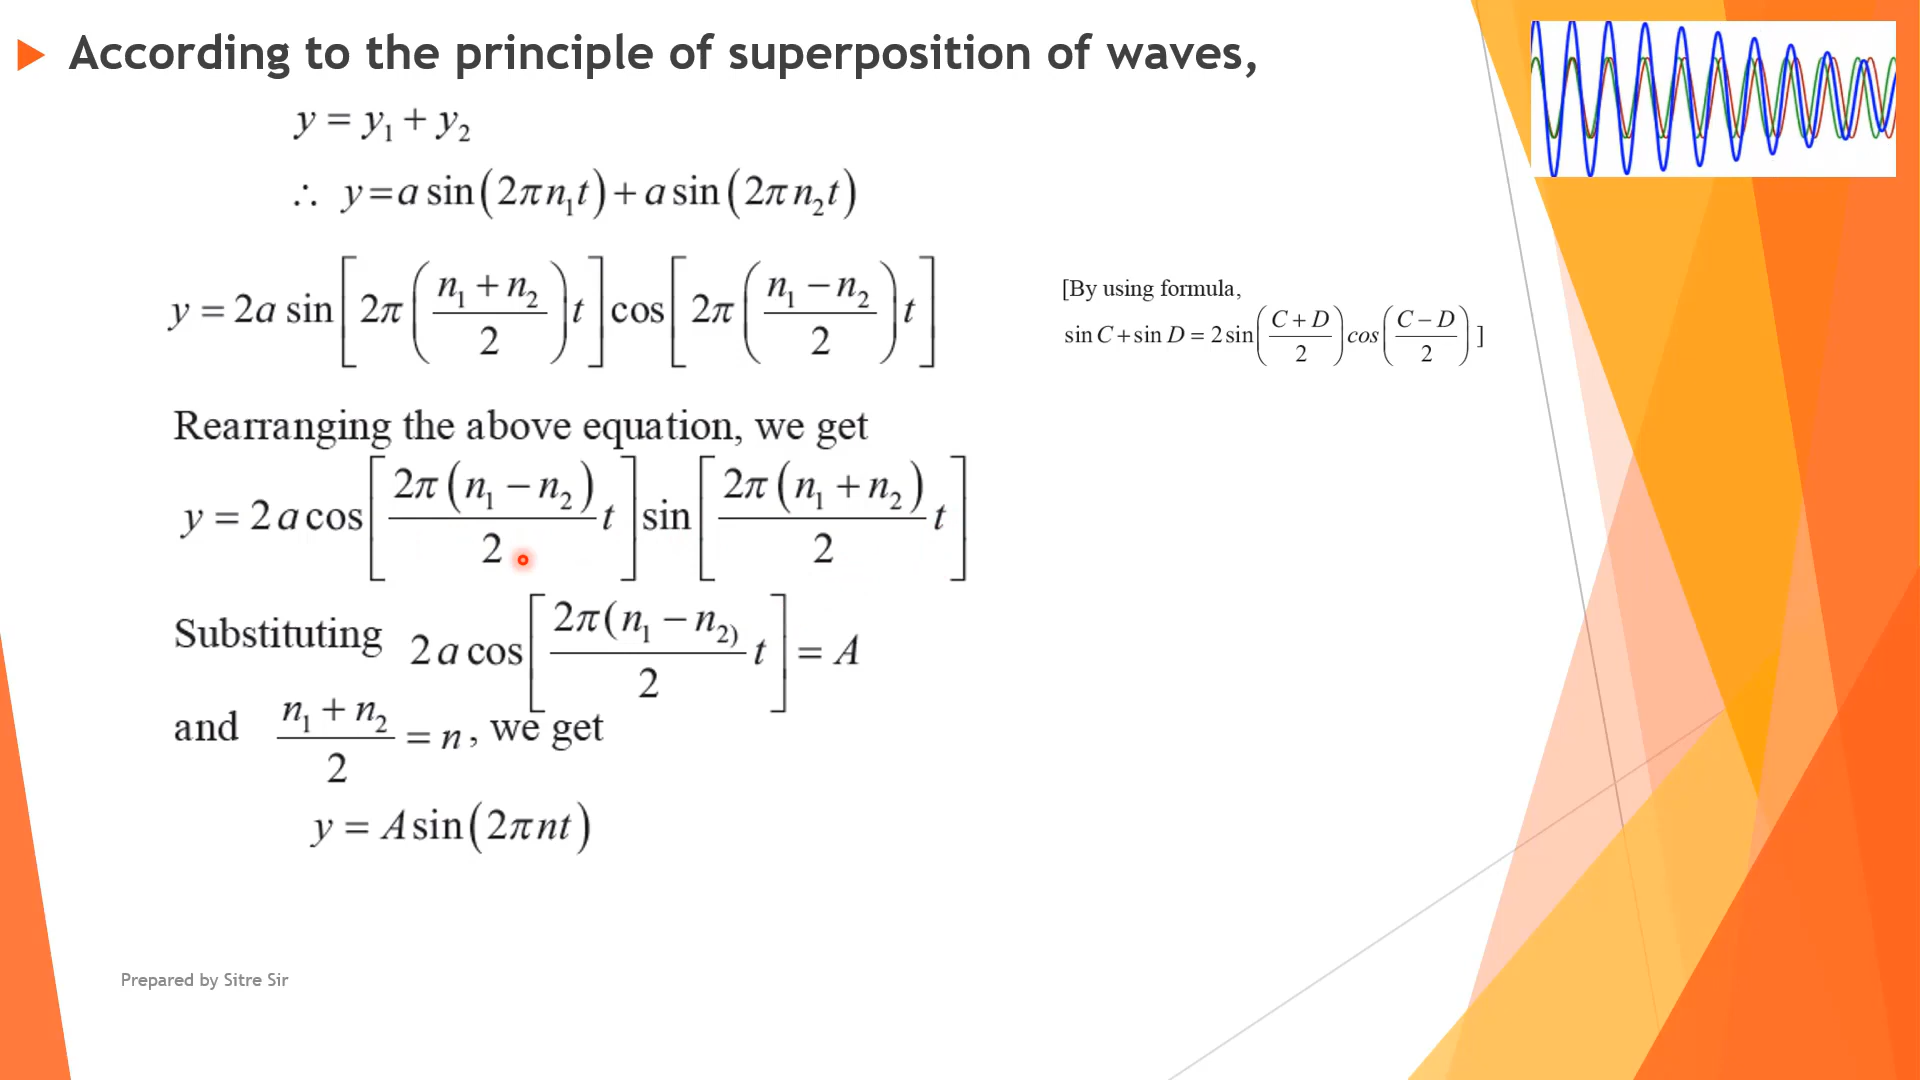 According to the principle of superposition of waves,
y = y₁ + y₂
∴ y = a sin(2πn₁t) + a sin(2πn₂t)
y = 2a sin[2π((n₁ + n₂)/2)t] cos[2π((n₁ − n₂)/2)t]
[By using formula,
sin C + sin D = 2 sin((C + D)/2) cos((C − D)/2) ]
Rearranging the above equation, we get
y = 2a cos[(2π(n₁ − n₂)/2)t] sin[(2π(n₁ + n₂)/2)t]
Substituting 2a cos[(2π(n₁ − n₂)/2)t] = A
and (n₁ + n₂)/2 = n, we get
y = A sin(2πnt)
Prepared by Sitre Sir